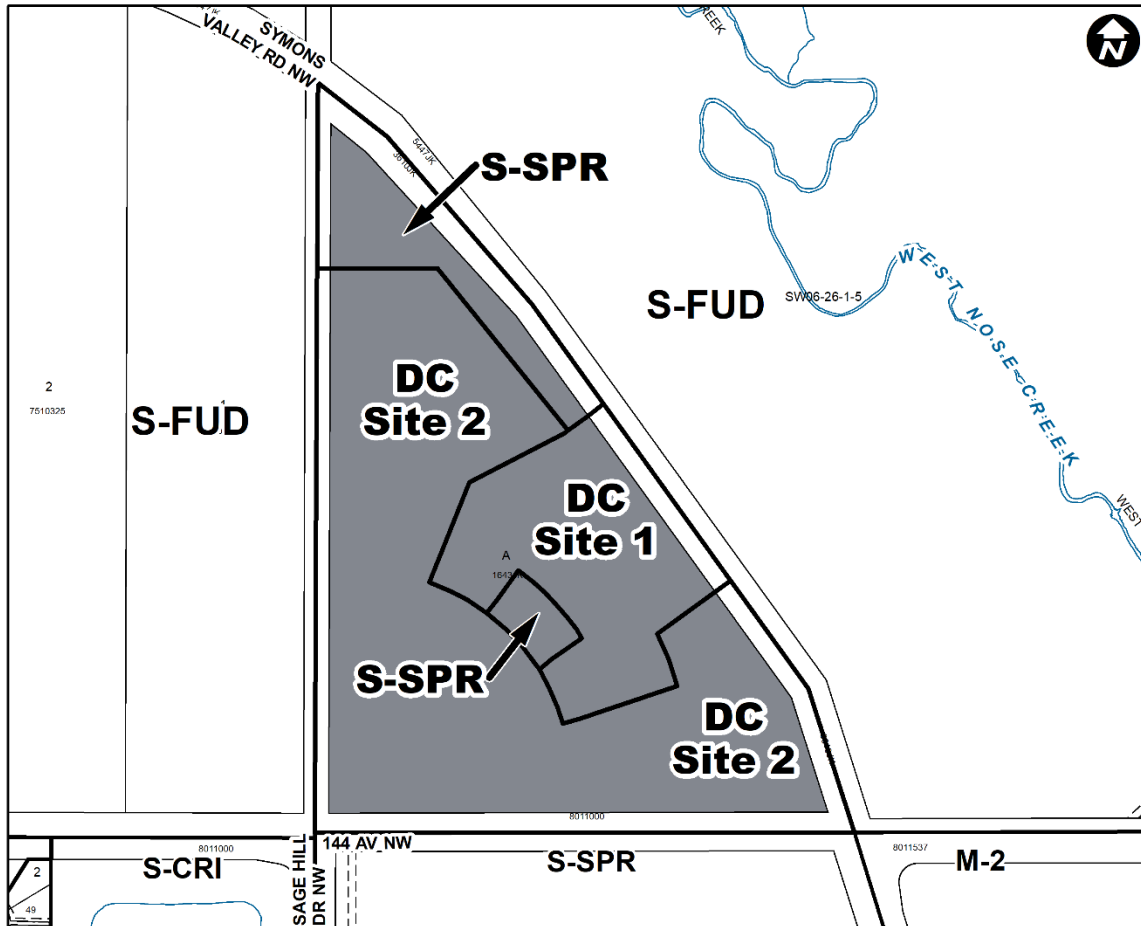 SYMONS
VALLEY RD NW
CREEK
N
5447JK
S-SPR
S-FUD
SW06-26-1-5
WEST NOSE CREEK
DC
Site 2
2
7510325
S-FUD
DC
Site 1
A
WEST
S-SPR
DC
Site 2
8011000
144 AV NW
8011000
8011537
S-CRI
S-SPR
M-2
2
49
SAGE HILL
DR NW